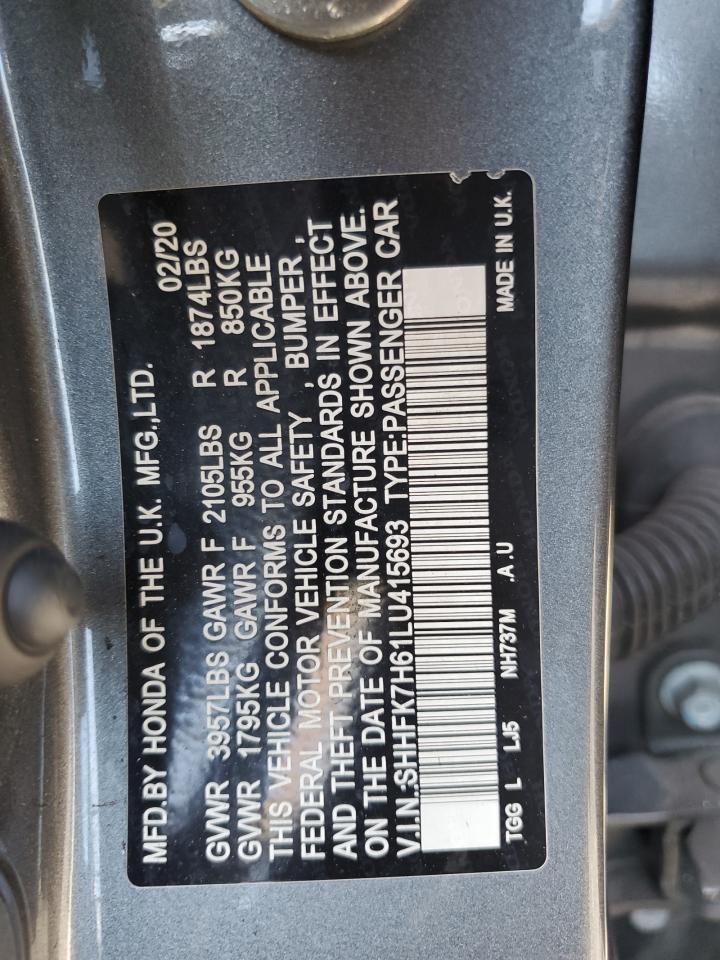 MFD.BY HONDA OF THE U.K. MFG.,LTD. 02/20
GVWR 3957LBS GAWR F 2105LBS R 1874LBS
GVWR 1795KG GAWR F 955KG R 850KG
THIS VEHICLE CONFORMS TO ALL APPLICABLE
FEDERAL MOTOR VEHICLE SAFETY , BUMPER ,
AND THEFT PREVENTION STANDARDS IN EFFECT
ON THE DATE OF MANUFACTURE SHOWN ABOVE.
V.I.N.:SHHFK7H61LU415693 TYPE:PASSENGER CAR
TGG L LJ5 NH737M .A .U MADE IN U.K.